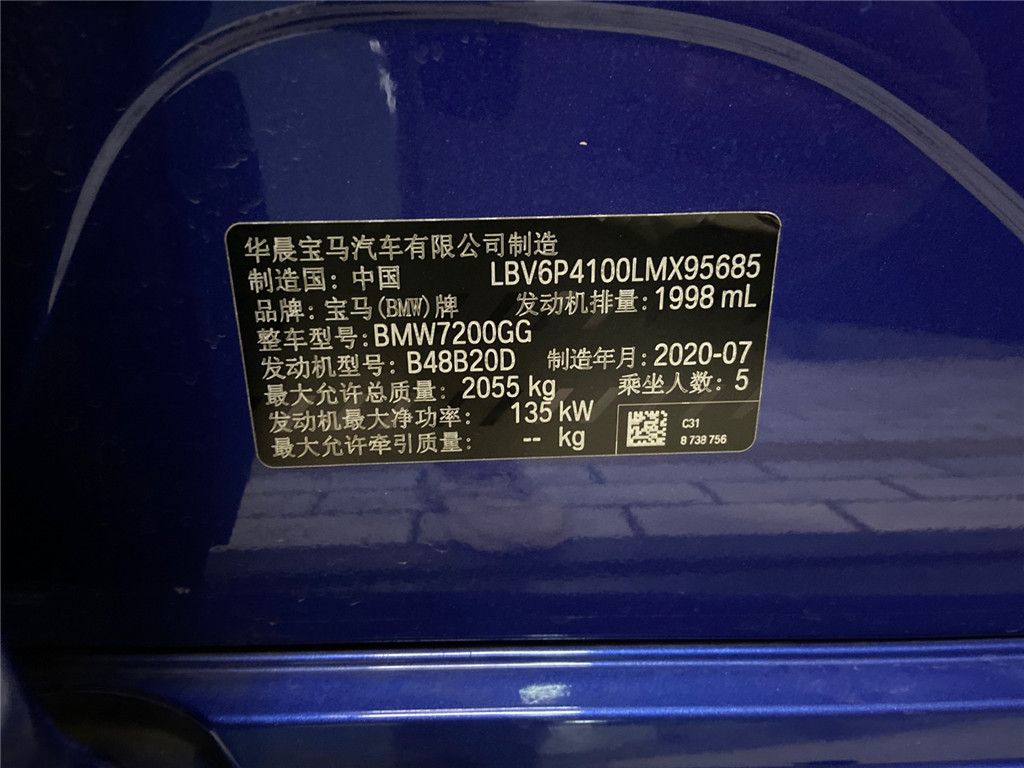 华晨宝马汽车有限公司制造
制造国: 中国 LBV6P4100LMX95685
品牌: 宝马(BMW)牌 发动机排量: 1998 mL
整车型号: BMW7200GG
发动机型号: B48B20D 制造年月: 2020-07
最大允许总质量: 2055 kg 乘坐人数: 5
发动机最大净功率: 135 kW
最大允许牵引质量: -- kg
C31
8 738 756